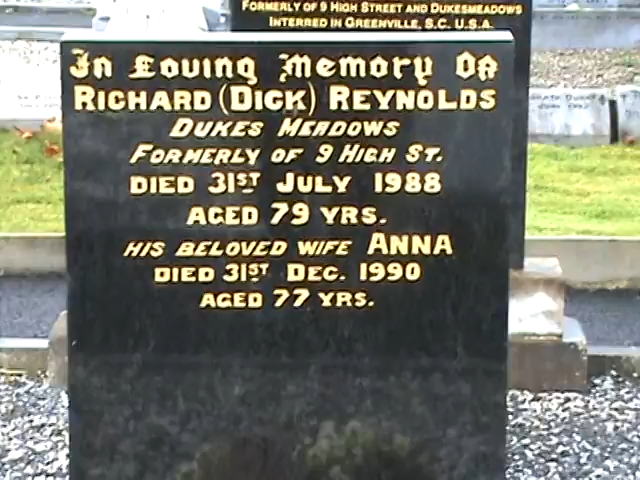 FORMERLY OF 9 HIGH STREET AND DUKESMEADOWS
INTERRED IN GREENVILLE, S.C. U.S.A.
In Loving Memory Of
RICHARD (DICK) REYNOLDS
DUKES MEADOWS
FORMERLY OF 9 HIGH ST.
DIED 31ST JULY 1988
AGED 79 YRS.
HIS BELOVED WIFE ANNA
DIED 31ST DEC. 1990
AGED 77 YRS.